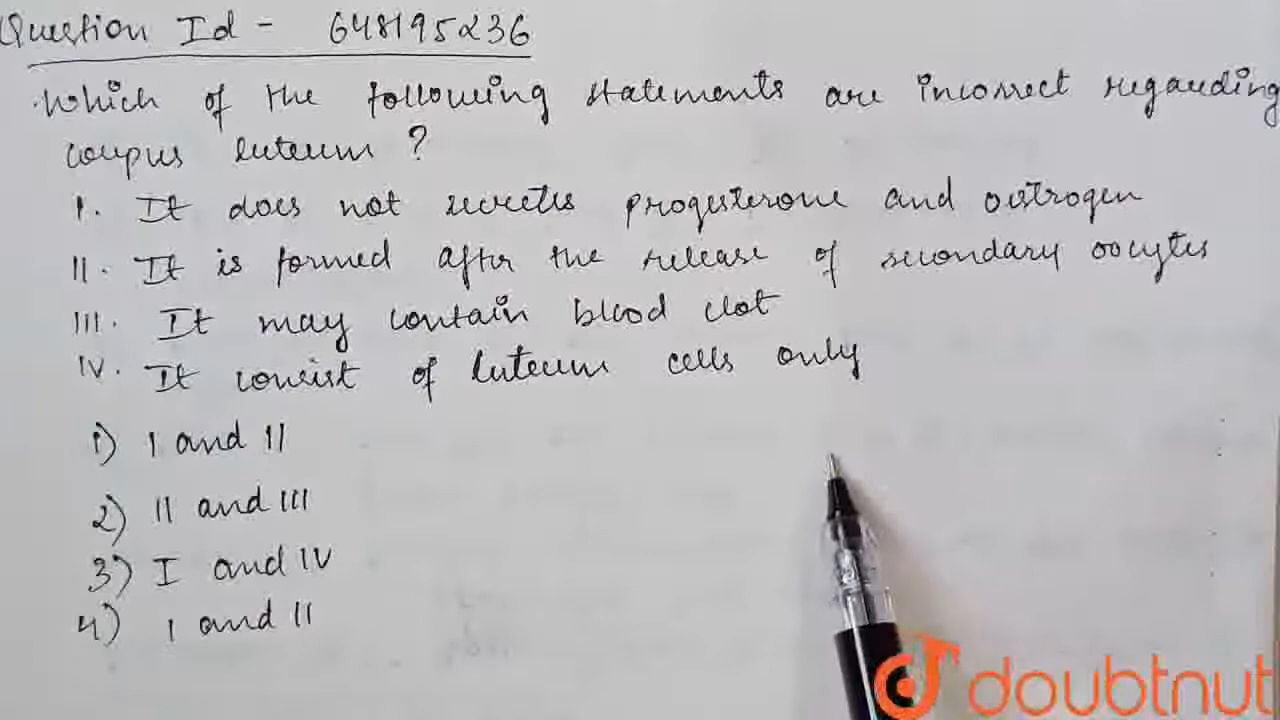 Question Id - 648195236
Which of the following statements are incorrect regarding
corpus luteum ?
I. It does not secretes progesterone and oestrogen
II. It is formed after the release of secondary oocytes
III. It may contain blood clot
IV. It consist of luteum cells only
1) I and II
2) II and III
3) I and IV
4) I and II
doubtnut